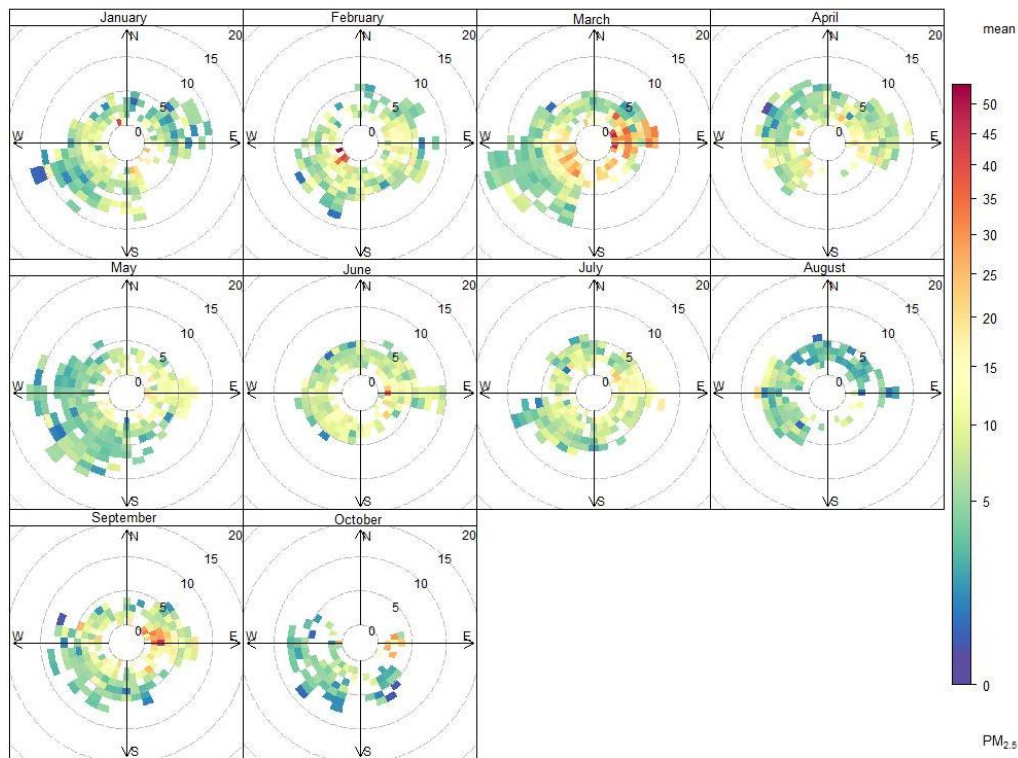 January February March April
20 20 20 20
N N N N mean
15 15 15 15
10 10 10 10
5 5 5 5 50
0 0 0 0 45
W E W E W E W E 40
S S S S 35
30
May June July August
20 20 20 20 25
N N N N
15 15 15 15 20
10 10 10 10
5 5 5 5 15
0 0 0 0
W E W E W E W E
10
S S S S 5
September October
20 20
N N
15 15
10 10
5 5
0 0
W E W E
0
S S
PM2.5